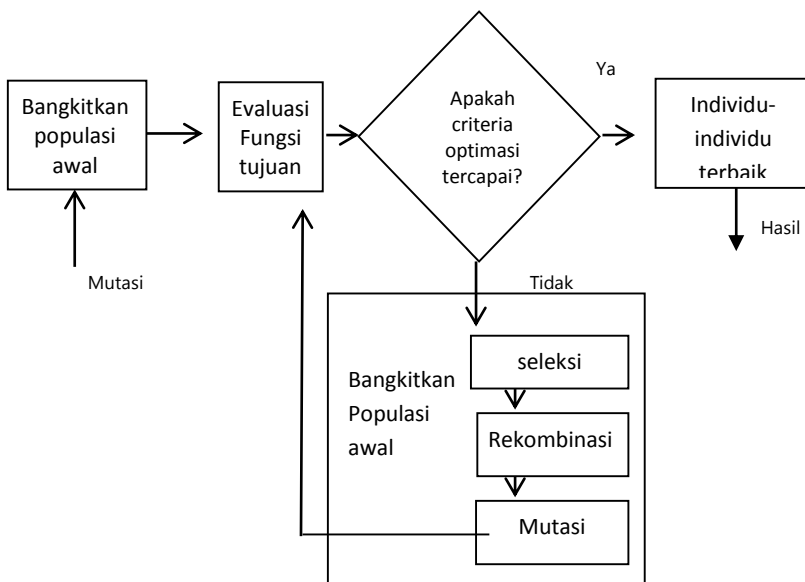 Bangkitkan
populasi
awal
Mutasi
Evaluasi
Fungsi
tujuan
Apakah
criteria
optimasi
tercapai?
Ya
Individu-
individu
terbaik
Hasil
Tidak
Bangkitkan
Populasi
awal
seleksi
Rekombinasi
Mutasi